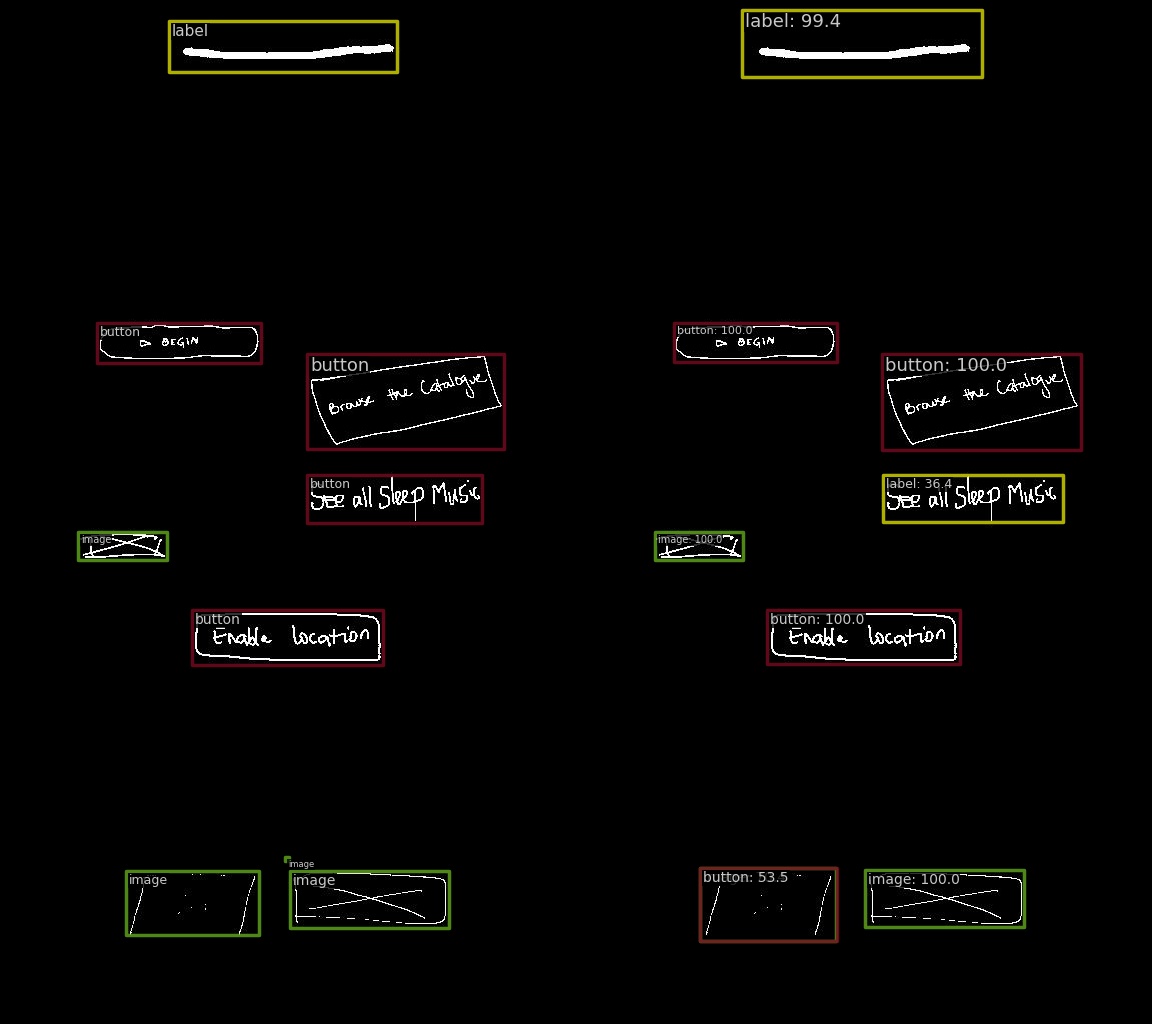 label
label: 99.4
button
▷ BEGIN
button: 100.0
▷ BEGIN
button
Browse the Catalogue
button: 100.0
Browse the Catalogue
button
SEE all Sleep Music
label: 36.4
SEE all Sleep Music
image
image: 100.0
button
Enable location
button: 100.0
Enable location
image
image
image
button: 53.5
image: 100.0